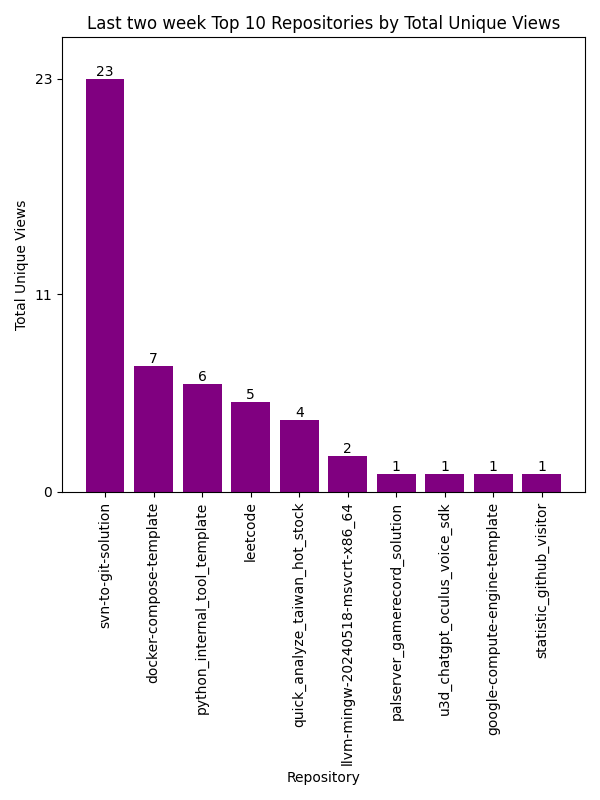 Last two week Top 10 Repositories by Total Unique Views
Total Unique Views
23
11
0
23
7
6
5
4
2
1
1
1
1
svn-to-git-solution
docker-compose-template
python_internal_tool_template
leetcode
quick_analyze_taiwan_hot_stock
llvm-mingw-20240518-msvcrt-x86_64
palserver_gamerecord_solution
u3d_chatgpt_oculus_voice_sdk
google-compute-engine-template
statistic_github_visitor
Repository